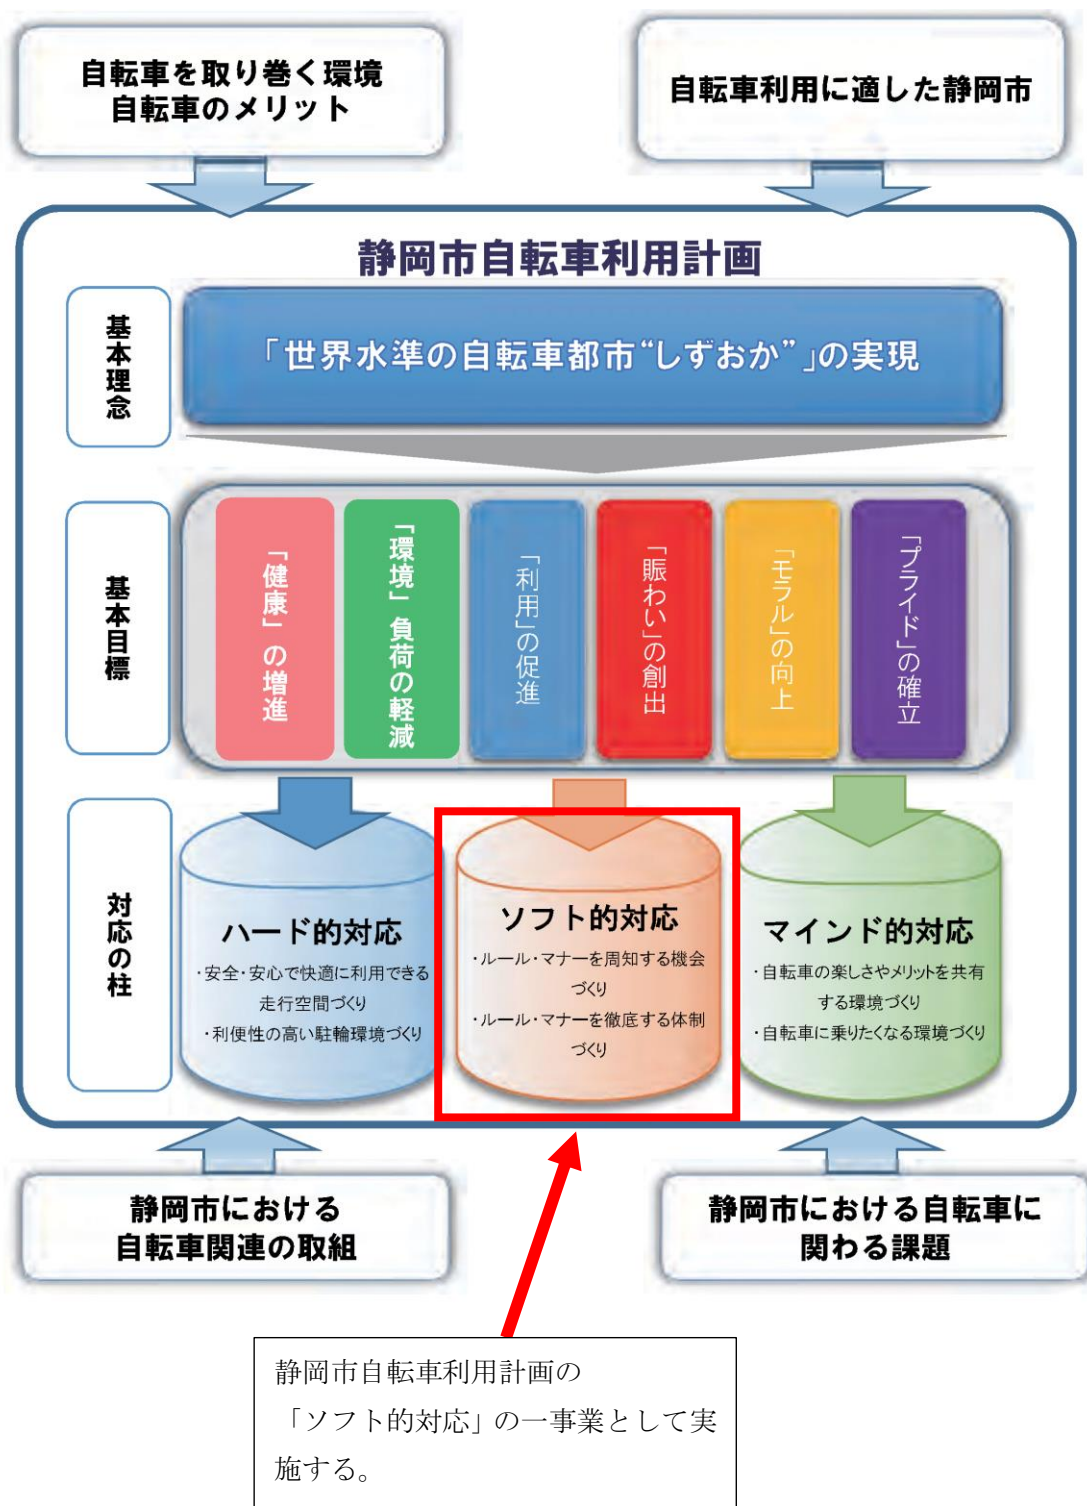 自転車を取り巻く環境
自転車のメリット
自転車利用に適した静岡市
静岡市自転車利用計画
基本理念
「世界水準の自転車都市“しずおか”」の実現
基本目標
「健康」の増進
「環境」負荷の軽減
「利用」の促進
「賑わい」の創出
「モラル」の向上
「プライド」の確立
対応の柱
ハード的対応
・安全・安心で快適に利用できる
走行空間づくり
・利便性の高い駐輪環境づくり
ソフト的対応
・ルール・マナーを周知する機会
づくり
・ルール・マナーを徹底する体制
づくり
マインド的対応
・自転車の楽しさやメリットを共有
する環境づくり
・自転車に乗りたくなる環境づくり
静岡市における
自転車関連の取組
静岡市における自転車に
関わる課題
静岡市自転車利用計画の
「ソフト的対応」の一事業として実
施する。